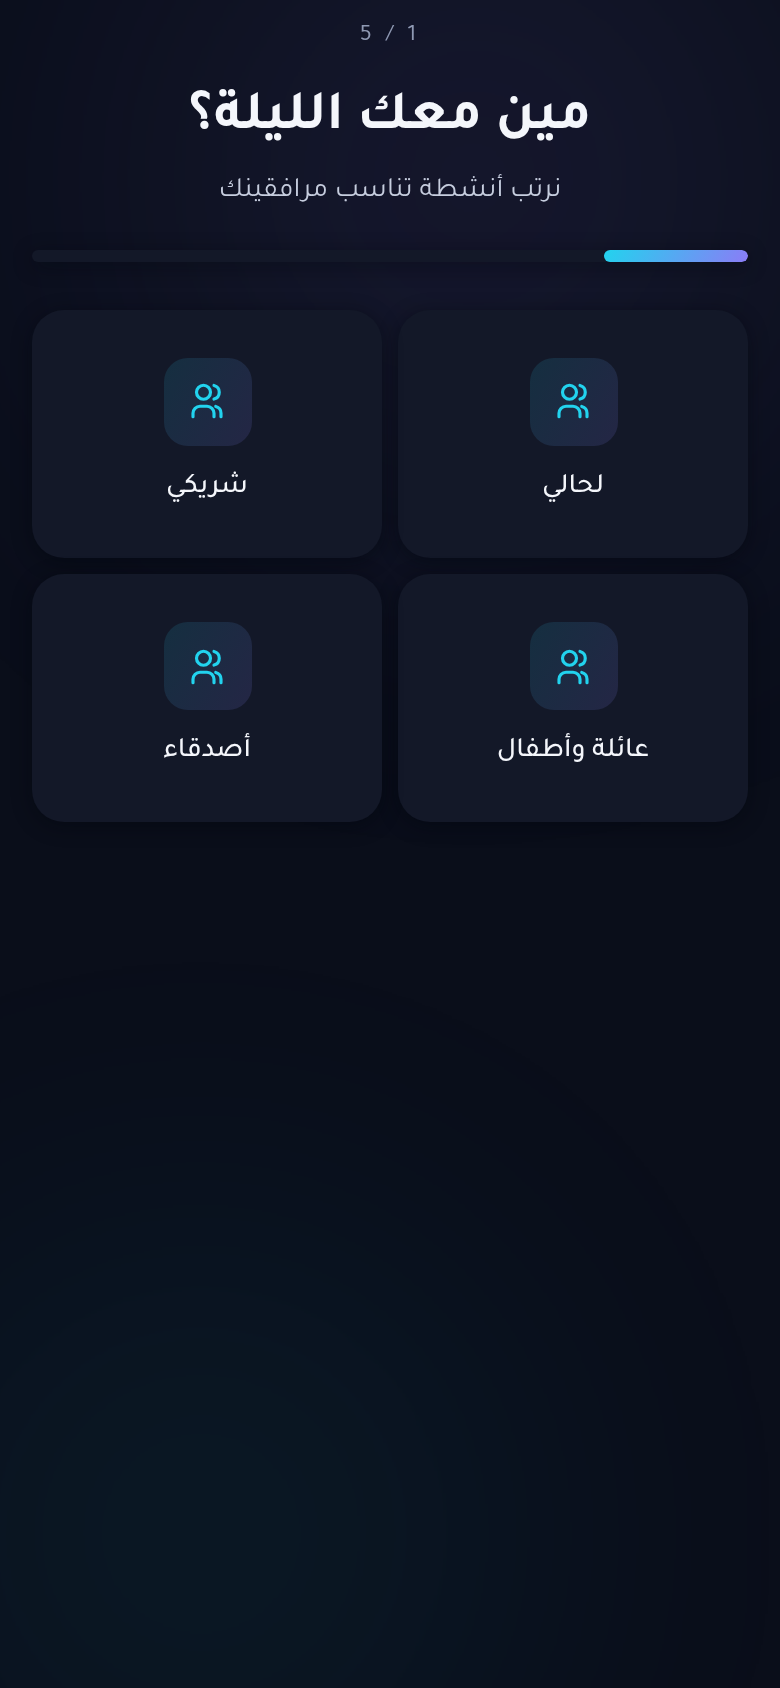 1 / 5
مين معك الليلة؟
نرتب أنشطة تناسب مرافقينك
لحالي
شريكي
عائلة وأطفال
أصدقاء